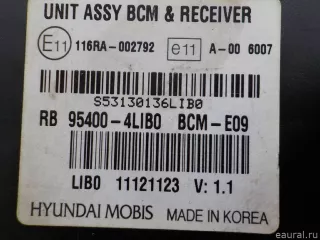 UNIT ASSY BCM & RECEIVER
E11 116RA-002792 e11 A-00 6007
S53130136LIB0
RB 95400-4LIB0 BCM-E09
LIB0 11121123 V: 1.1
HYUNDAI MOBIS MADE IN KOREA
eaural.ru